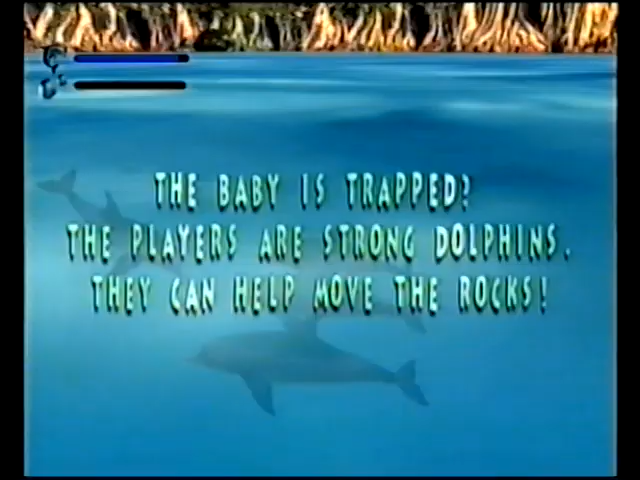 THE BABY IS TRAPPED?
THE PLAYERS ARE STRONG DOLPHINS.
THEY CAN HELP MOVE THE ROCKS!